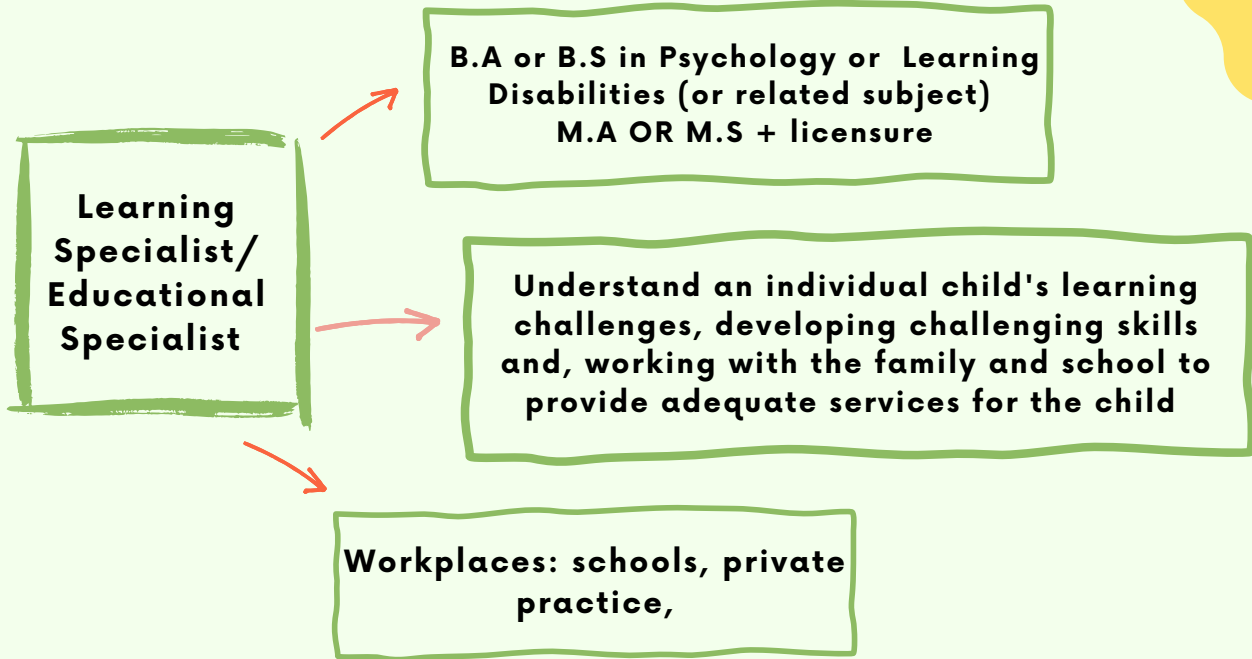 Learning
Specialist/
Educational
Specialist
B.A or B.S in Psychology or Learning
Disabilities (or related subject)
M.A OR M.S + licensure
Understand an individual child's learning
challenges, developing challenging skills
and, working with the family and school to
provide adequate services for the child
Workplaces: schools, private
practice,